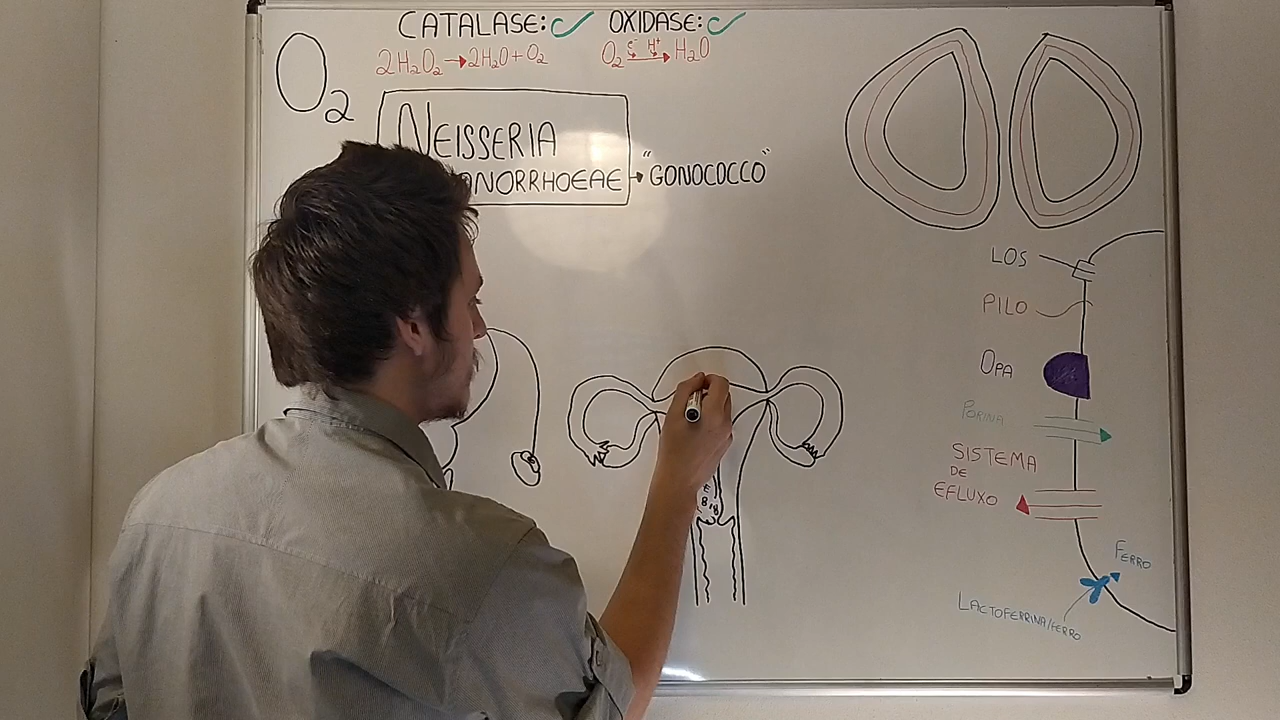 CATALASE: ✓ OXIDASE: ✓
2H₂O₂ → 2H₂O + O₂
O₂ e⁻ H⁺ → H₂O
O₂
NEISSERIA
ONORRHOEAE → "GONOCOCCO"
LOS
PILO
OPA
PORINA
SISTEMA
DE
EFLUXO
FERRO
LACTOFERRINA/FERRO